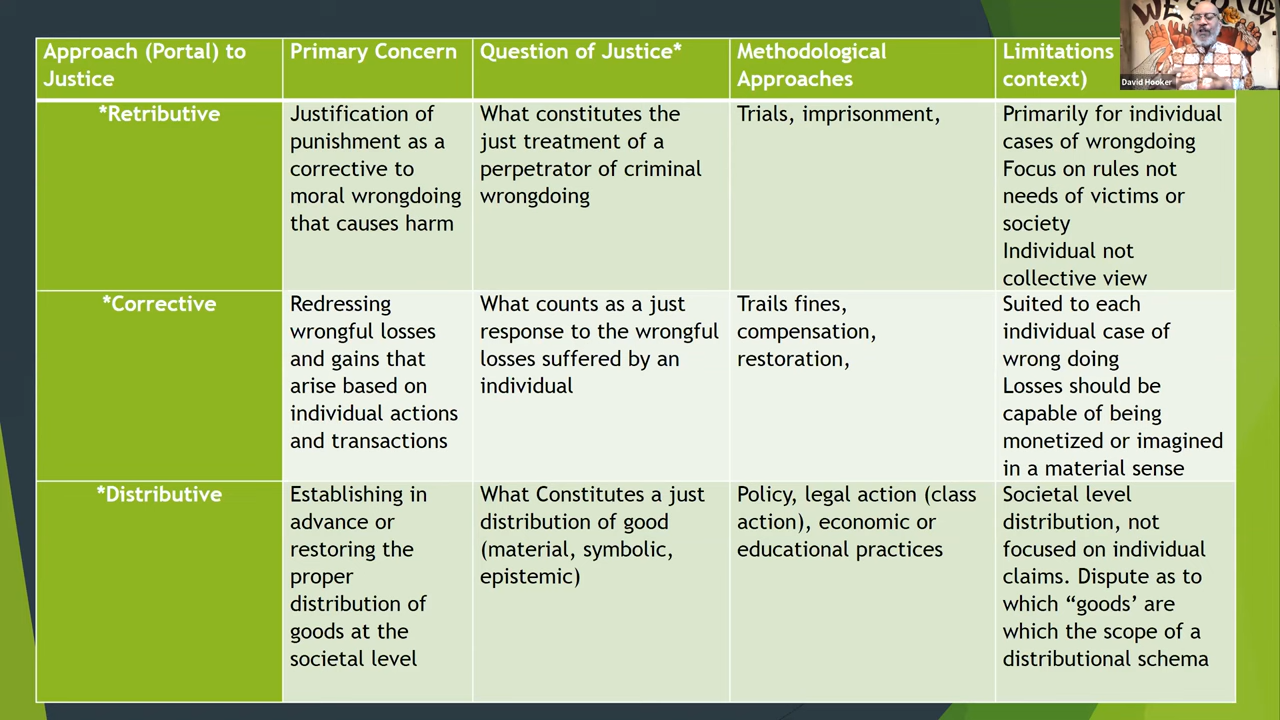 Approach (Portal) to
Justice
Primary Concern
Question of Justice*
Methodological
Approaches
Limitations
context)
David Hooker
*Retributive
Justification of
punishment as a
corrective to
moral wrongdoing
that causes harm
What constitutes the
just treatment of a
perpetrator of criminal
wrongdoing
Trials, imprisonment,
Primarily for individual
cases of wrongdoing
Focus on rules not
needs of victims or
society
Individual not
collective view
*Corrective
Redressing
wrongful losses
and gains that
arise based on
individual actions
and transactions
What counts as a just
response to the wrongful
losses suffered by an
individual
Trails fines,
compensation,
restoration,
Suited to each
individual case of
wrong doing
Losses should be
capable of being
monetized or imagined
in a material sense
*Distributive
Establishing in
advance or
restoring the
proper
distribution of
goods at the
societal level
What Constitutes a just
distribution of good
(material, symbolic,
epistemic)
Policy, legal action (class
action), economic or
educational practices
Societal level
distribution, not
focused on individual
claims. Dispute as to
which “goods’ are
which the scope of a
distributional schema